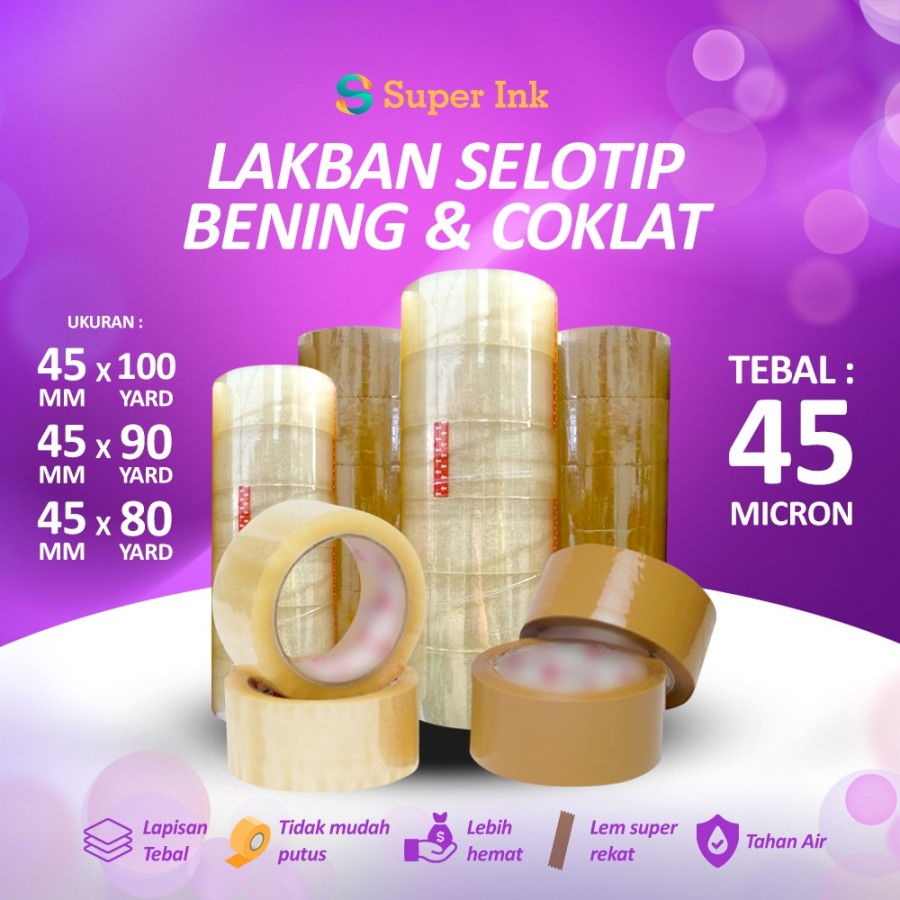 Super Ink
LAKBAN SELOTIP
BENING & COKLAT
UKURAN :
45 MM X 100 YARD
45 MM X 90 YARD
45 MM X 80 YARD
TEBAL :
45
MICRON
Lapisan
Tebal
Tidak mudah
putus
Lebih
hemat
Lem super
rekat
Tahan Air